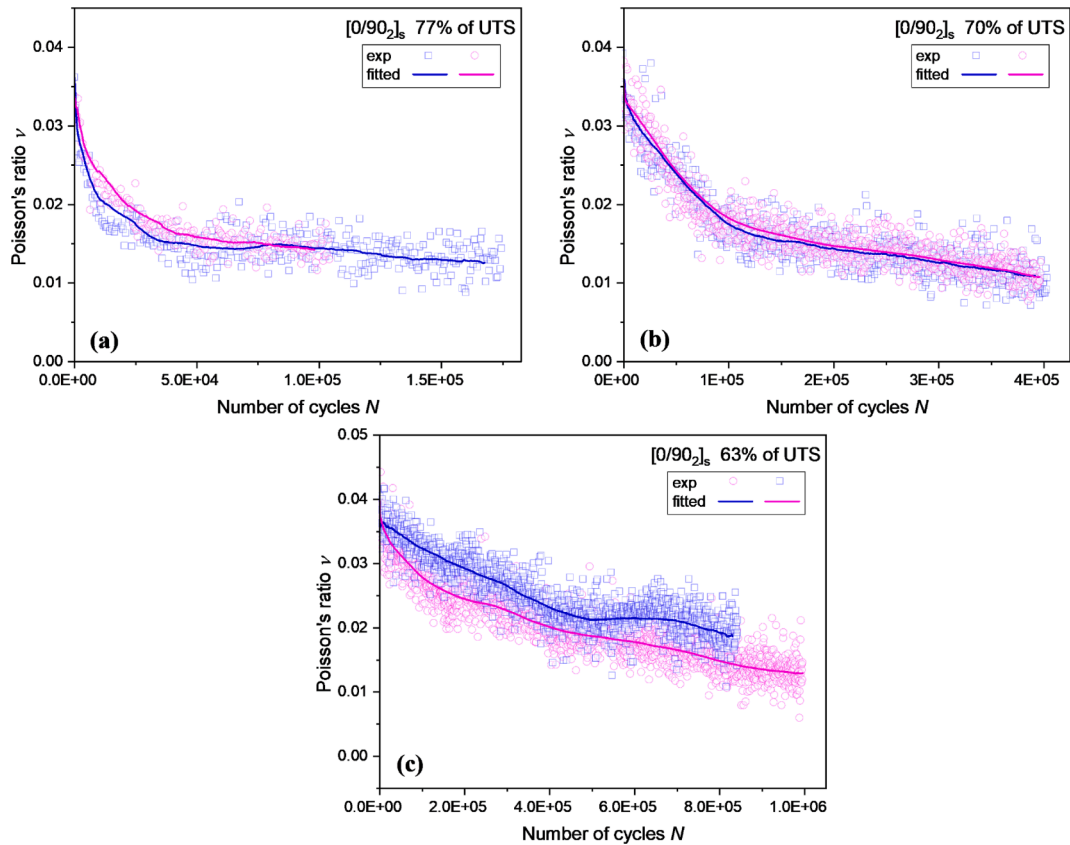 [0/90₂]ₛ 77% of UTS
exp
fitted
0.04
0.03
0.02
0.01
0.00
Poisson's ratio ν
(a)
0.0E+00 5.0E+04 1.0E+05 1.5E+05
Number of cycles N
[0/90₂]ₛ 70% of UTS
exp
fitted
0.04
0.03
0.02
0.01
0.00
Poisson's ratio ν
(b)
0E+00 1E+05 2E+05 3E+05 4E+05
Number of cycles N
[0/90₂]ₛ 63% of UTS
exp
fitted
0.05
0.04
0.03
0.02
0.01
0.00
Poisson's ratio ν
(c)
0.0E+00 2.0E+05 4.0E+05 6.0E+05 8.0E+05 1.0E+06
Number of cycles N